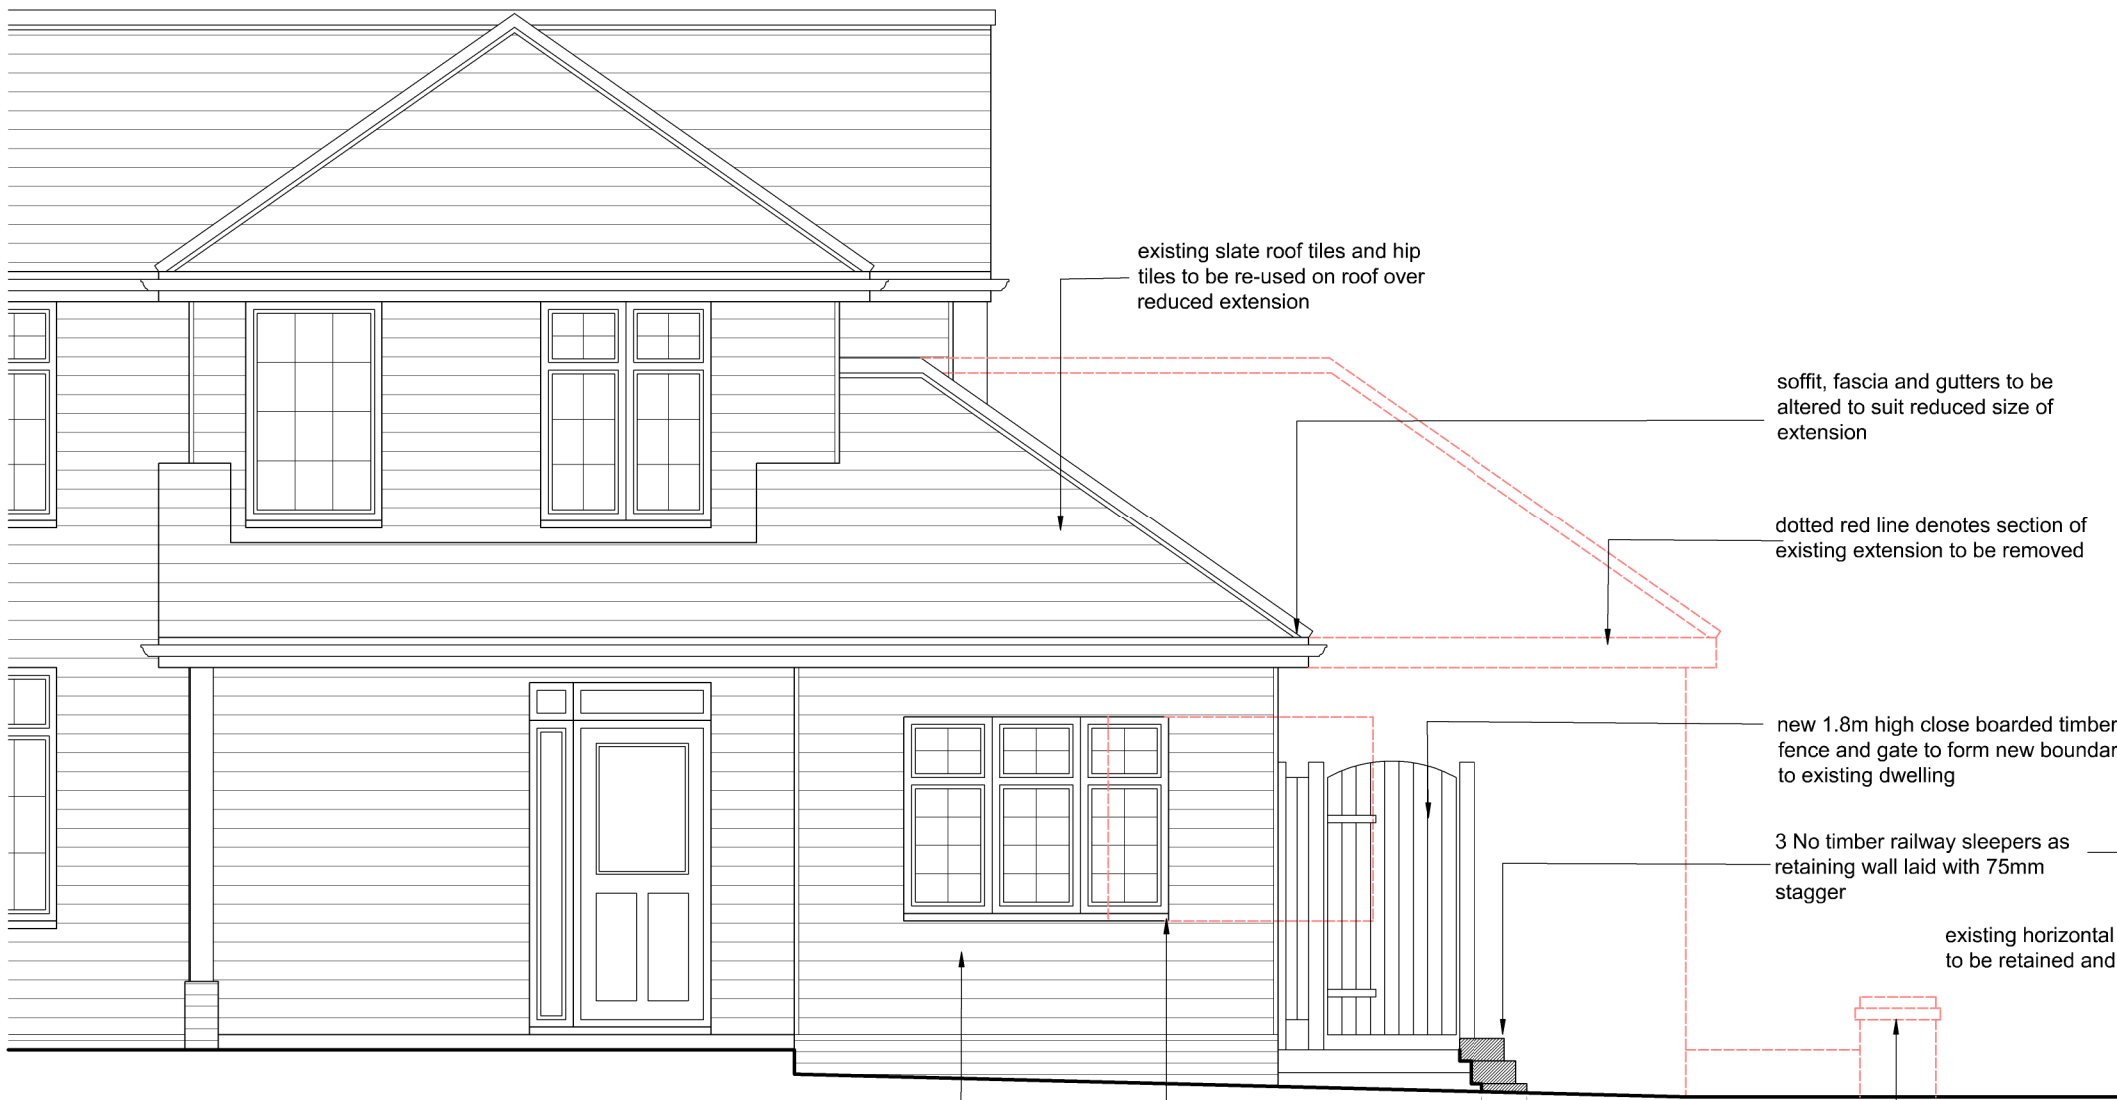 existing slate roof tiles and hip
tiles to be re-used on roof over
reduced extension
soffit, fascia and gutters to be
altered to suit reduced size of
extension
dotted red line denotes section of
existing extension to be removed
new 1.8m high close boarded timber
fence and gate to form new boundar
to existing dwelling
3 No timber railway sleepers as
retaining wall laid with 75mm
stagger
existing horizontal
to be retained and